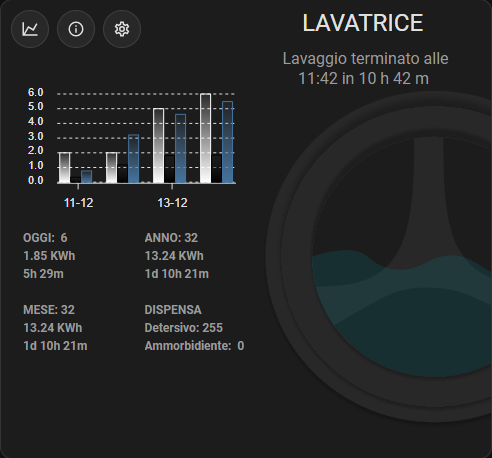 LAVATRICE
Lavaggio terminato alle
11:42 in 10 h 42 m
6.0
5.0
4.0
3.0
2.0
1.0
0.0
11-12 13-12
OGGI: 6
1.85 KWh
5h 29m
ANNO: 32
13.24 KWh
1d 10h 21m
MESE: 32
13.24 KWh
1d 10h 21m
DISPENSA
Detersivo: 255
Ammorbidiente: 0